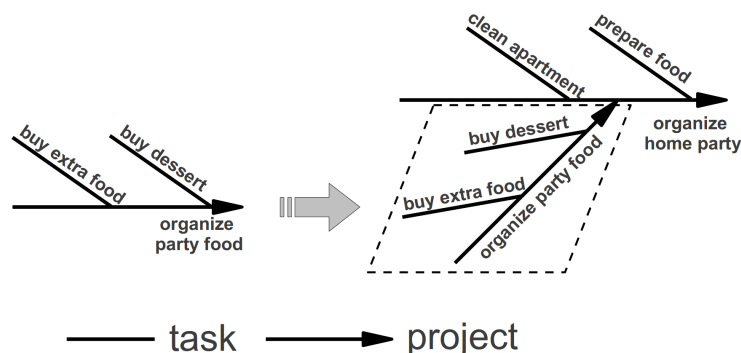 buy extra food
buy dessert
organize
party food
clean apartment
prepare food
organize
home party
buy dessert
buy extra food
organize party food
task
project